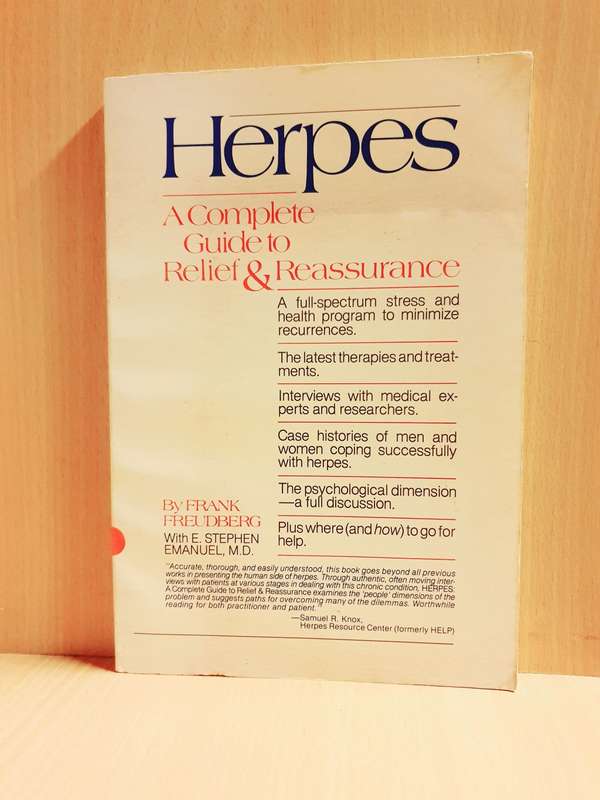 Herpes
A Complete
Guide to
Relief & Reassurance
A full-spectrum stress and
health program to minimize
recurrences.
The latest therapies and treat-
ments.
Interviews with medical ex-
perts and researchers.
Case histories of men and
women coping successfully
with herpes.
The psychological dimension
—a full discussion.
Plus where (and how) to go for
help.
By FRANK
FREUDBERG
With E. STEPHEN
EMANUEL, M.D.
"Accurate, thorough, and easily understood, this book goes beyond all previous
works in presenting the human side of herpes. Through authentic, often moving inter-
views with patients at various stages in dealing with this chronic condition, HERPES:
A Complete Guide to Relief & Reassurance examines the 'people' dimensions of the
problem and suggests paths for overcoming many of the dilemmas. Worthwhile
reading for both practitioner and patient."
—Samuel R. Knox,
Herpes Resource Center (formerly HELP)